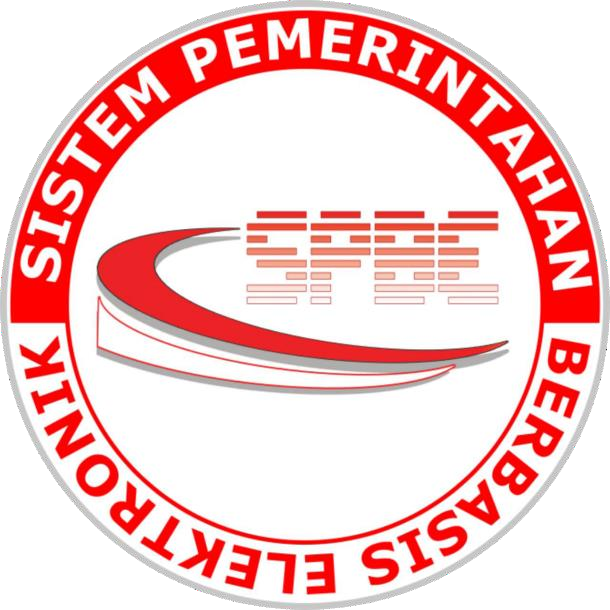 SISTEM PEMERINTAHAN
BERBASIS ELEKTRONIK
SPBE